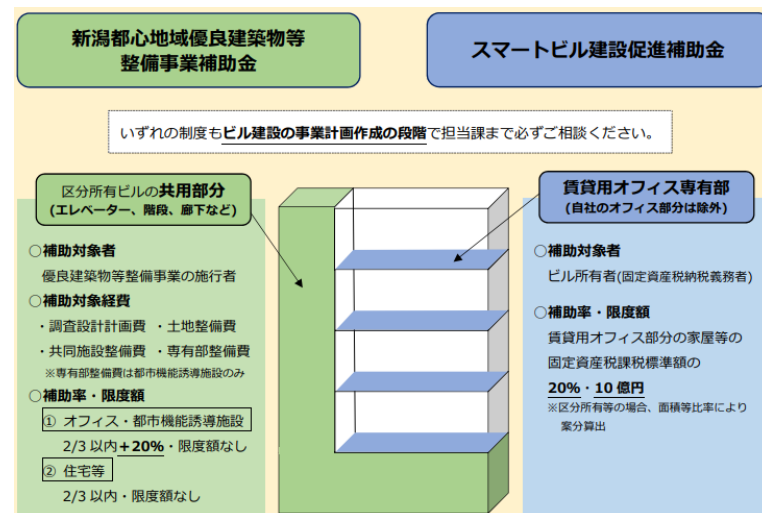 新潟都心地域優良建築物等
整備事業補助金
スマートビル建設促進補助金
いずれの制度もビル建設の事業計画作成の段階で担当課まで必ずご相談ください。
区分所有ビルの共用部分
(エレベーター、階段、廊下など)
○補助対象者
優良建築物等整備事業の施行者
○補助対象経費
・調査設計計画費 ・土地整備費
・共同施設整備費 ・専有部整備費
※専有部整備費は都市機能誘導施設のみ
○補助率・限度額
① オフィス・都市機能誘導施設
2/3 以内+20%・限度額なし
② 住宅等
2/3 以内・限度額なし
賃貸用オフィス専有部
(自社のオフィス部分は除外)
○補助対象者
ビル所有者(固定資産税納税義務者)
○補助率・限度額
賃貸用オフィス部分の家屋等の
固定資産税課税標準額の
20%・10 億円
※区分所有等の場合、面積等比率により
案分算出